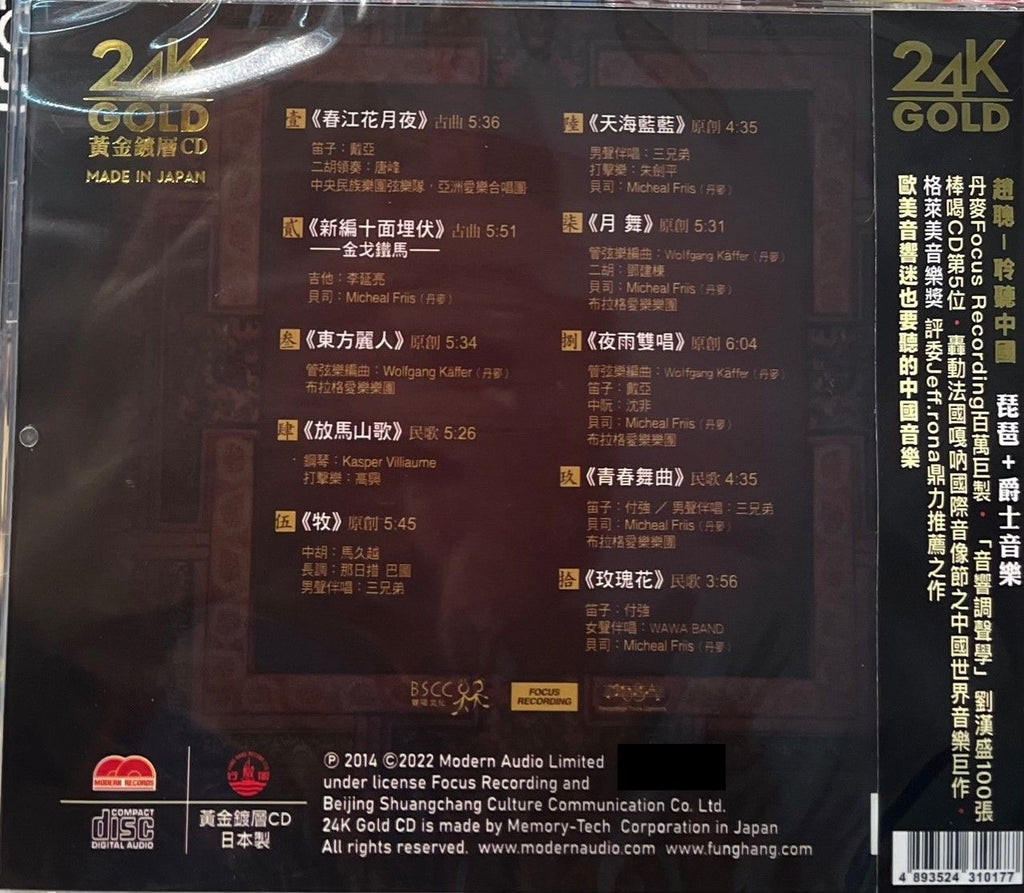 24K
GOLD
黃金鍍層CD
MADE IN JAPAN
壹《春江花月夜》古曲 5:36
笛子：戴亞
二胡領奏：唐峰
中央民族樂團弦樂隊．亞洲愛樂合唱團
貳《新編十面埋伏》古曲 5:51
——金戈鐵馬——
吉他：李延亮
貝司：Micheal Friis（丹麥）
叁《東方麗人》原創 5:34
管弦樂編曲：Wolfgang Käffer（丹麥）
布拉格愛樂樂團
肆《放馬山歌》民歌 5:26
鋼琴：Kasper Villiaume
打擊樂：高興
伍《牧》原創 5:45
中胡：馬久越
長調：那日措 巴圖
男聲伴唱：三兄弟
陸《天海藍藍》原創 4:35
男聲伴唱：三兄弟
打擊樂：朱劍平
貝司：Micheal Friis（丹麥）
柒《月 舞》原創 5:31
管弦樂編曲：Wolfgang Käffer（丹麥）
二胡：鄧建棟
貝司：Micheal Friis（丹麥）
布拉格愛樂樂團
捌《夜雨雙唱》原創 6:04
管弦樂編曲：Wolfgang Käffer（丹麥）
笛子：戴亞
中阮：沈非
貝司：Micheal Friis（丹麥）
布拉格愛樂樂團
玖《青春舞曲》民歌 4:35
笛子：付強 ／ 男聲伴唱：三兄弟
貝司：Micheal Friis（丹麥）
布拉格愛樂樂團
拾《玫瑰花》民歌 3:56
笛子：付強
女聲伴唱：WAWA BAND
貝司：Micheal Friis（丹麥）
BSCC
雙唱文化
FOCUS
RECORDING
MODERN RECORDS
COMPACT
disc
DIGITAL AUDIO
黃金鍍層CD
日本製
Ⓟ 2014 ©2022 Modern Audio Limited
under license Focus Recording and
Beijing Shuangchang Culture Communication Co. Ltd.
24K Gold CD is made by Memory-Tech Corporation in Japan
All rights reserved. www.modernaudio.com www.funghang.com
24K
GOLD
趙聰－聆聽中國 琵琶+爵士音樂
丹麥Focus Recording百萬巨製．「音響調聲學」劉漢盛100張
棒喝CD第5位．轟動法國嘎吶國際音像節之中國世界音樂巨作．
格萊美音樂獎 評委Jeff.rona鼎力推薦之作
歐美音響迷也要聽的中國音樂
4 893524 310177